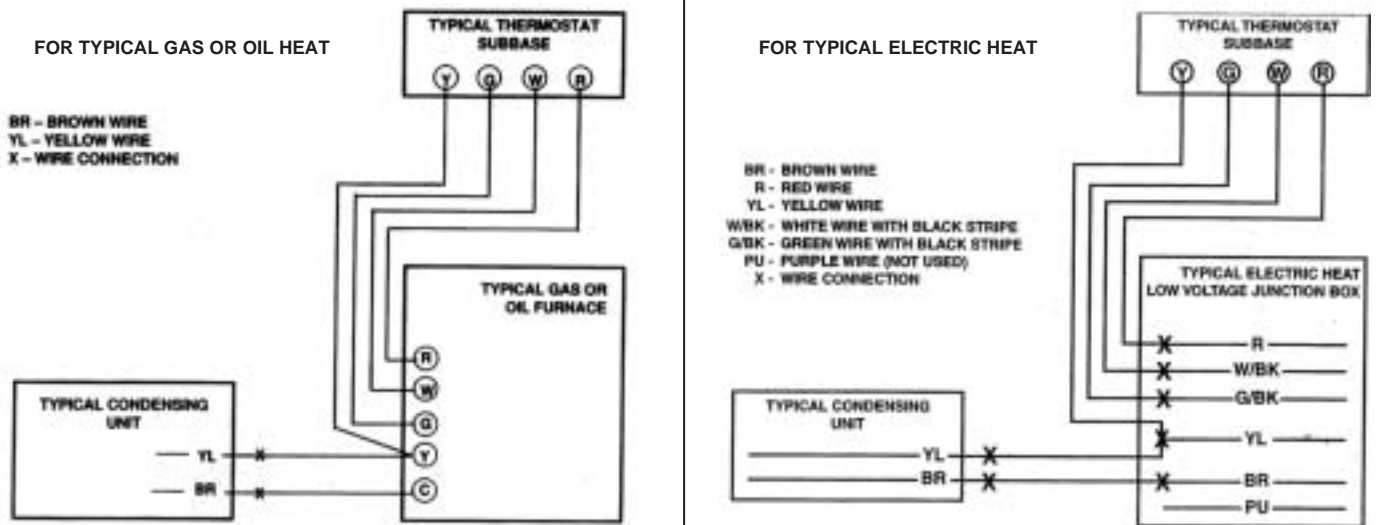 FOR TYPICAL GAS OR OIL HEAT
TYPICAL THERMOSTAT
SUBBASE
Y G W R
BR – BROWN WIRE
YL – YELLOW WIRE
X – WIRE CONNECTION
TYPICAL GAS OR
OIL FURNACE
R
W
G
Y
C
TYPICAL CONDENSING
UNIT
YL X
BR X
FOR TYPICAL ELECTRIC HEAT
TYPICAL THERMOSTAT
SUBBASE
Y G W R
BR - BROWN WIRE
R - RED WIRE
YL - YELLOW WIRE
W/BK - WHITE WIRE WITH BLACK STRIPE
G/BK - GREEN WIRE WITH BLACK STRIPE
PU - PURPLE WIRE (NOT USED)
X - WIRE CONNECTION
TYPICAL ELECTRIC HEAT
LOW VOLTAGE JUNCTION BOX
X R
X W/BK
X G/BK
X YL
X BR
PU
TYPICAL CONDENSING
UNIT
YL X
BR X